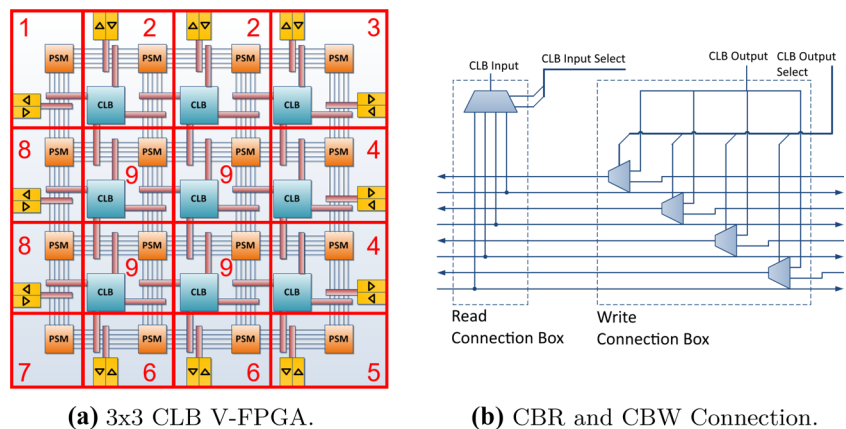 1 2 2 3
PSM PSM PSM PSM
CLB CLB CLB
8 4
PSM PSM PSM PSM
9 9
CLB CLB CLB
8 4
PSM PSM PSM PSM
9 9
CLB CLB CLB
PSM PSM PSM PSM
7 6 6 5
(a) 3x3 CLB V-FPGA.
CLB Input
CLB Input Select
CLB Output
CLB Output
Select
Read
Connection Box
Write
Connection Box
(b) CBR and CBW Connection.